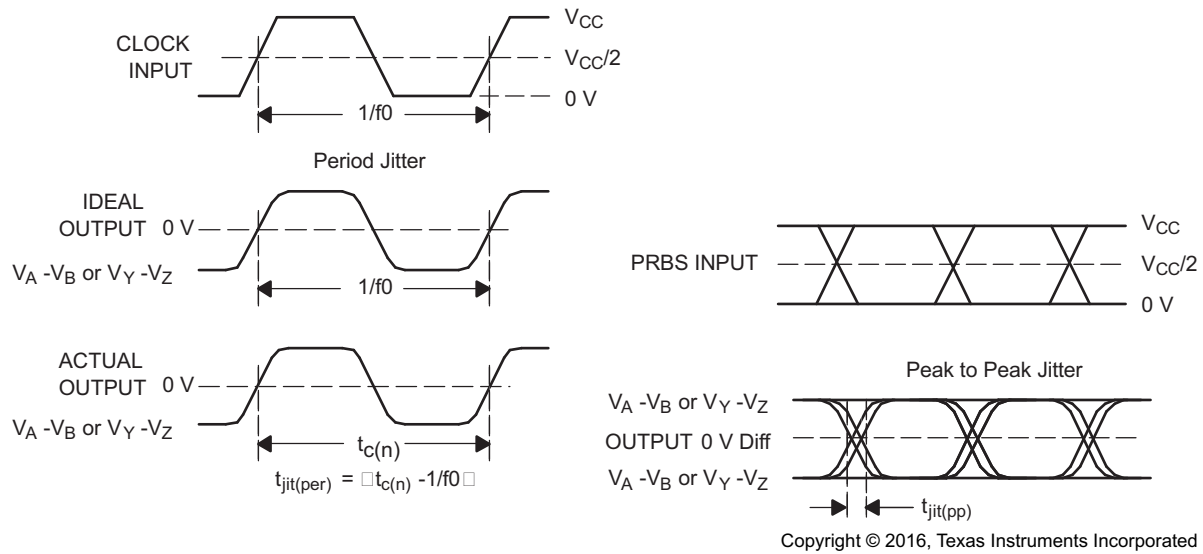 CLOCK
INPUT
V_CC
V_CC/2
0 V
1/f0
Period Jitter
IDEAL
OUTPUT 0 V
V_A -V_B or V_Y -V_Z
1/f0
ACTUAL
OUTPUT 0 V
V_A -V_B or V_Y -V_Z
t_c(n)
t_jit(per) = □t_c(n) -1/f0□
PRBS INPUT
V_CC
V_CC/2
0 V
Peak to Peak Jitter
V_A -V_B or V_Y -V_Z
OUTPUT 0 V Diff
V_A -V_B or V_Y -V_Z
t_jit(pp)
Copyright © 2016, Texas Instruments Incorporated